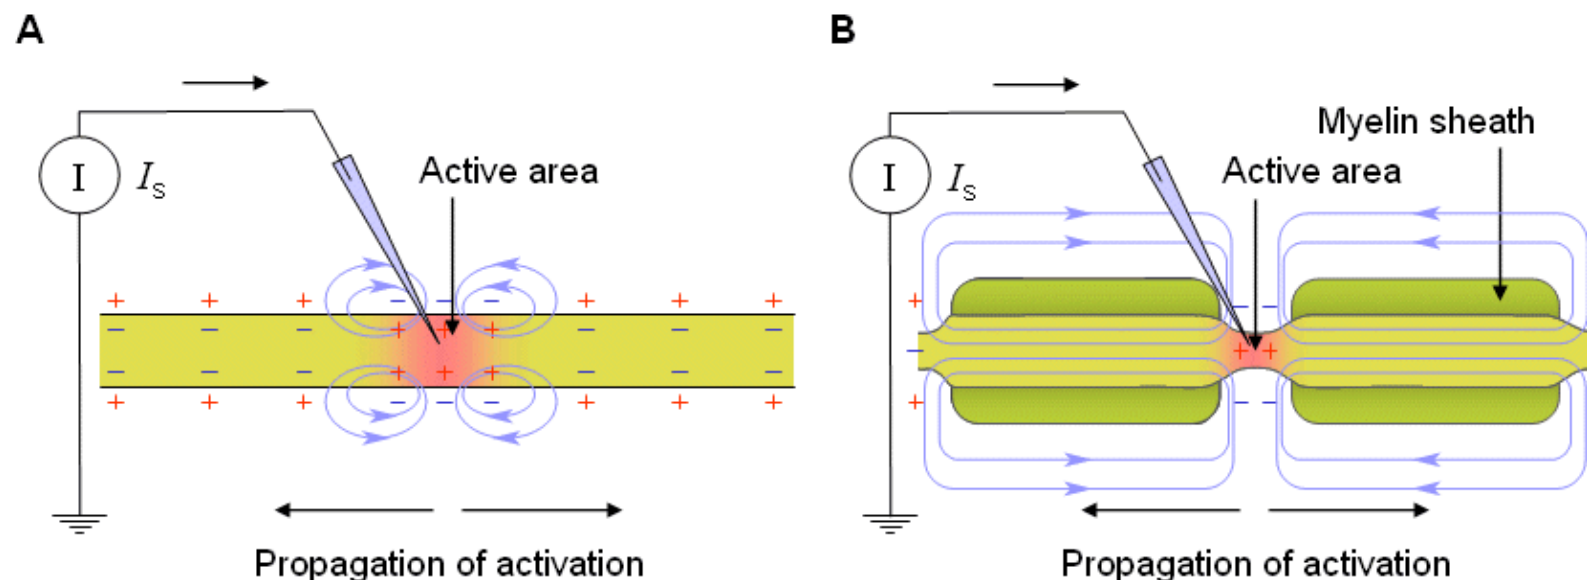 A
I
Iₛ
Active area
Propagation of activation
B
Myelin sheath
I
Iₛ
Active area
Propagation of activation